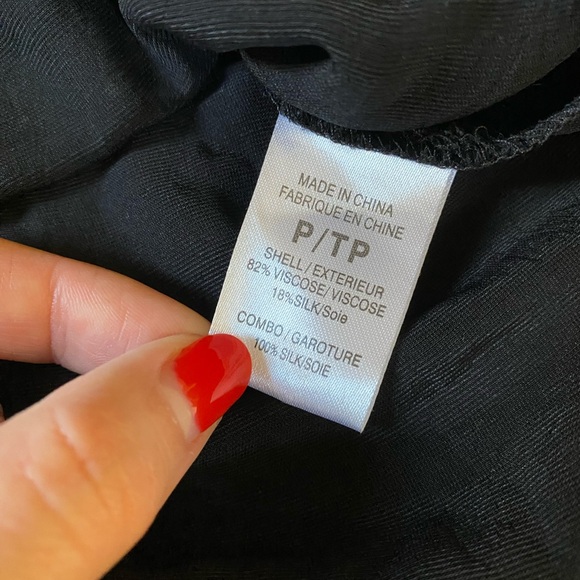 MADE IN CHINA
FABRIQUE EN CHINE
P/TP
SHELL/EXTERIEUR
82% VISCOSE/VISCOSE
18%SILK/Soie
COMBO/GAROTURE
100% SILK/SOIE